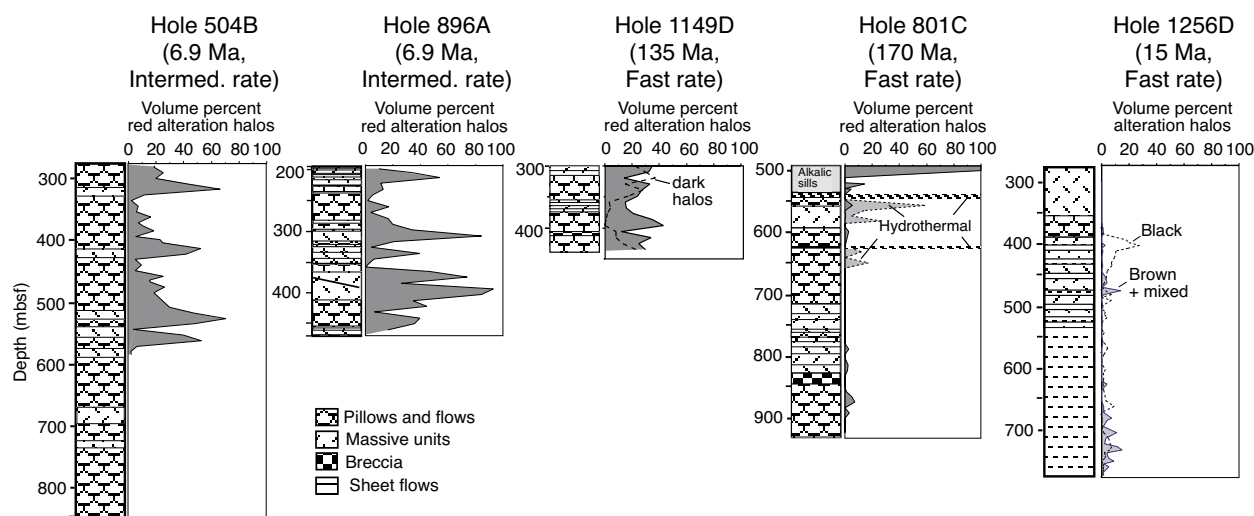 Hole 504B
(6.9 Ma,
Intermed. rate)
Volume percent
red alteration halos
0 20 40 60 80 100
Depth (mbsf)
300
400
500
600
700
800
Hole 896A
(6.9 Ma,
Intermed. rate)
Volume percent
red alteration halos
0 20 40 60 80 100
200
300
400
Hole 1149D
(135 Ma,
Fast rate)
Volume percent
red alteration halos
0 20 40 60 80 100
300
400
dark
halos
Hole 801C
(170 Ma,
Fast rate)
Volume percent
red alteration halos
0 20 40 60 80 100
500
600
700
800
900
Alkalic
sills
Hydrothermal
Hole 1256D
(15 Ma,
Fast rate)
Volume percent
alteration halos
0 20 40 60 80 100
300
400
500
600
700
Black
Brown
+ mixed
Pillows and flows
Massive units
Breccia
Sheet flows